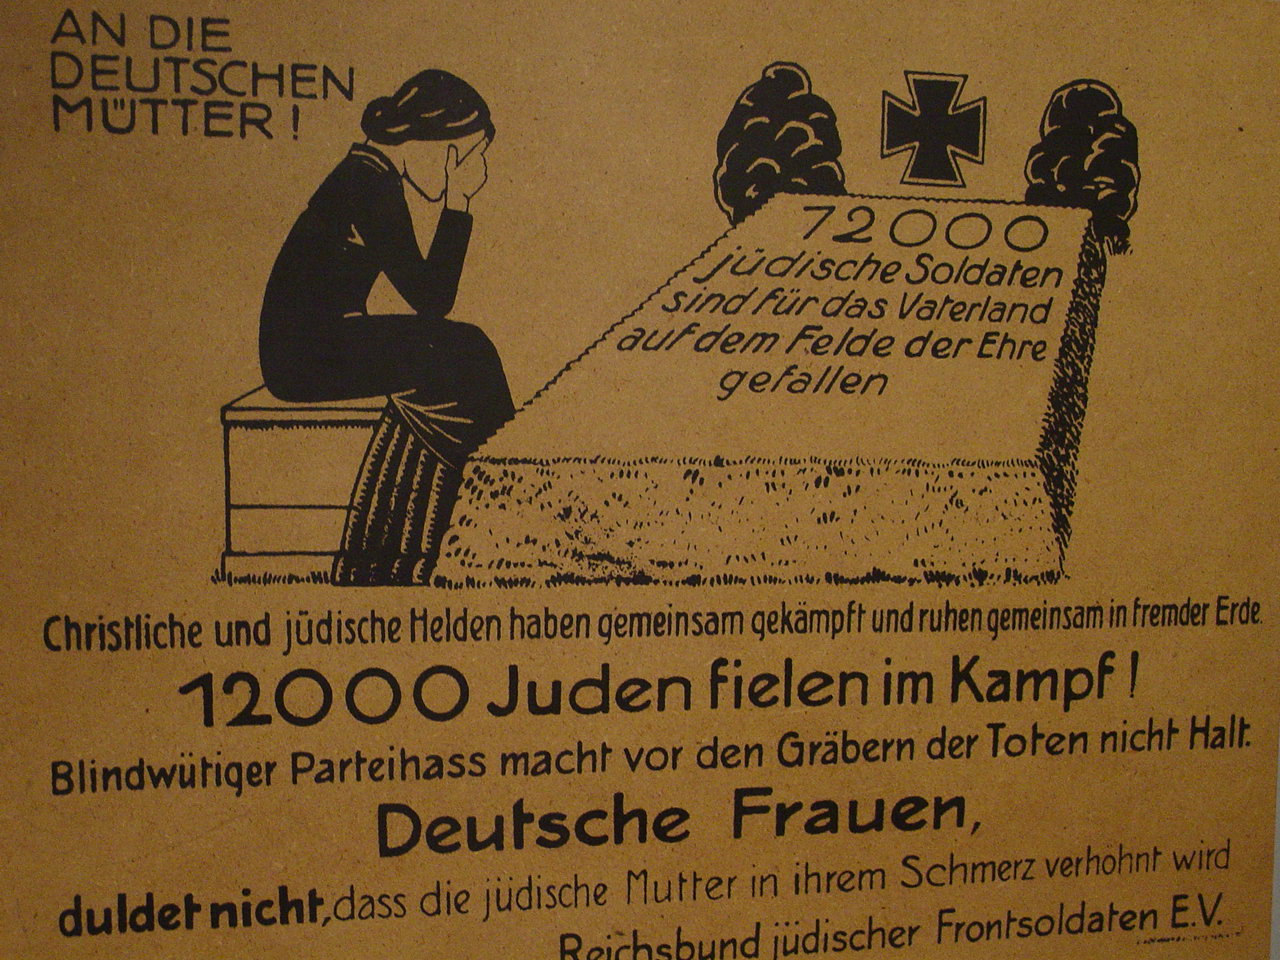 AN DIE
DEUTSCHEN
MÜTTER!
72000
jüdische Soldaten
sind für das Vaterland
auf dem Felde der Ehre
gefallen
Christliche und jüdische Helden haben gemeinsam gekämpft und ruhen gemeinsam in fremder Erde.
12000 Juden fielen im Kampf!
Blindwütiger Parteihass macht vor den Gräbern der Toten nicht Halt.
Deutsche Frauen,
duldet nicht, dass die jüdische Mutter in ihrem Schmerz verhöhnt wird
Reichsbund jüdischer Frontsoldaten E.V.